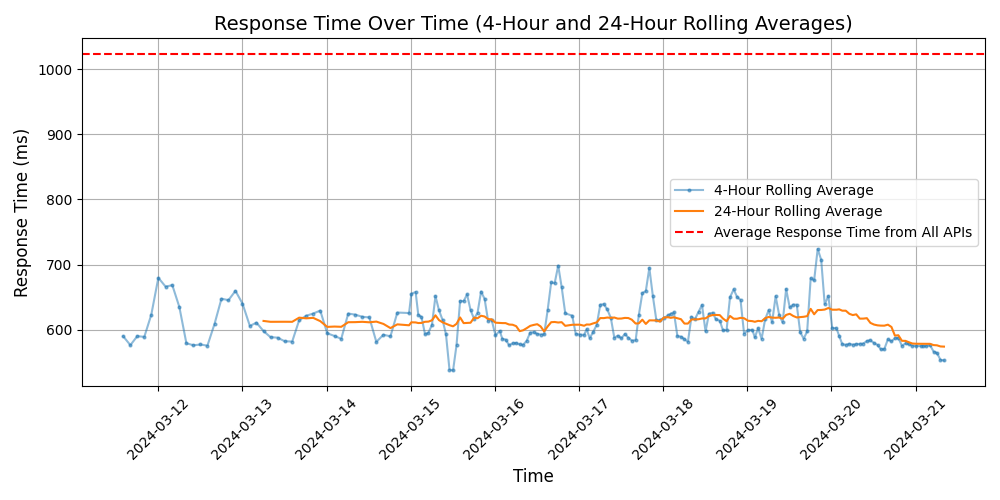 Response Time Over Time (4-Hour and 24-Hour Rolling Averages)
Response Time (ms)
1000
900
800
700
600
4-Hour Rolling Average
24-Hour Rolling Average
Average Response Time from All APIs
2024-03-12
2024-03-13
2024-03-14
2024-03-15
2024-03-16
2024-03-17
2024-03-18
2024-03-19
2024-03-20
2024-03-21
Time